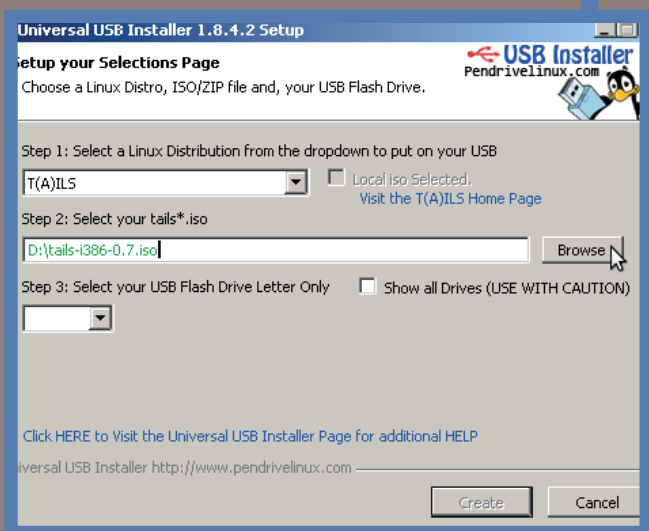 Universal USB Installer 1.8.4.2 Setup
Setup your Selections Page
Choose a Linux Distro, ISO/ZIP file and, your USB Flash Drive.
USB Installer
Pendrivelinux.com
Step 1: Select a Linux Distribution from the dropdown to put on your USB
T(A)ILS
Local iso Selected.
Visit the T(A)ILS Home Page
Step 2: Select your tails*.iso
D:\tails-i386-0.7.iso
Browse
Step 3: Select your USB Flash Drive Letter Only
Show all Drives (USE WITH CAUTION)
Click HERE to Visit the Universal USB Installer Page for additional HELP
iversal USB Installer http://www.pendrivelinux.com
Create Cancel